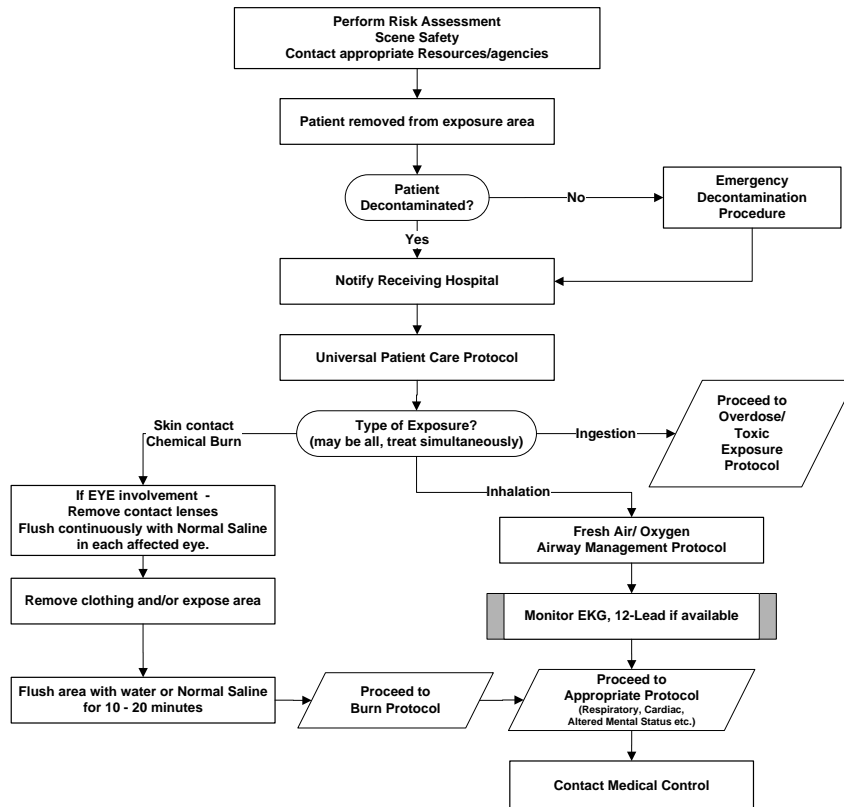 Perform Risk Assessment
Scene Safety
Contact appropriate Resources/agencies
Patient removed from exposure area
Patient
Decontaminated?
No
Emergency
Decontamination
Procedure
Yes
Notify Receiving Hospital
Universal Patient Care Protocol
Skin contact
Chemical Burn
Type of Exposure?
(may be all, treat simultaneously)
Ingestion
Proceed to
Overdose/
Toxic
Exposure
Protocol
If EYE involvement -
Remove contact lenses
Flush continuously with Normal Saline
in each affected eye.
Inhalation
Fresh Air/ Oxygen
Airway Management Protocol
Remove clothing and/or expose area
Monitor EKG, 12-Lead if available
Flush area with water or Normal Saline
for 10 - 20 minutes
Proceed to
Burn Protocol
Proceed to
Appropriate Protocol
(Respiratory, Cardiac,
Altered Mental Status etc.)
Contact Medical Control